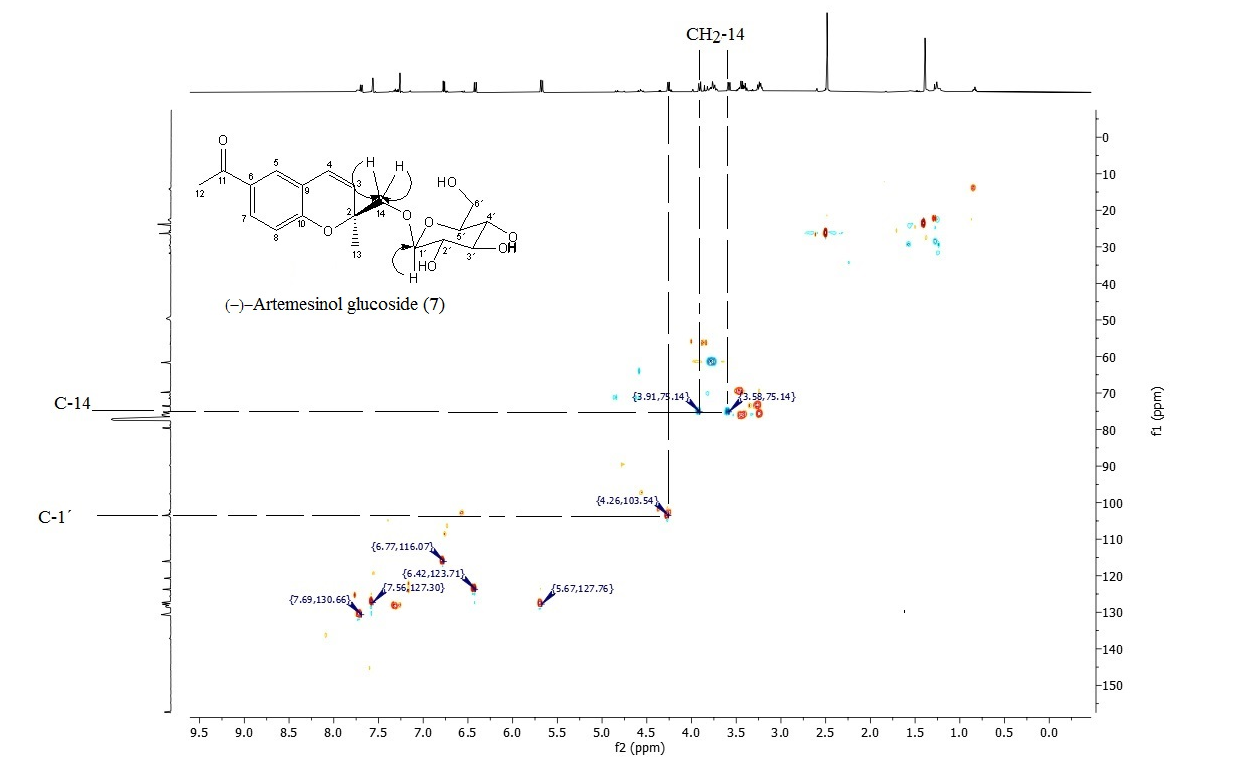 CH2-14
O
12
11
6
5
4
H
H
9
3
7
2
14
O
8
10
O
13
HO
6´
O
4´
5´
O
OH
1´
2´
3´
OH
HO
H
(−)−Artemesinol glucoside (7)
0
10
20
30
40
50
60
70
80
90
100
110
120
130
140
150
f1 (ppm)
C-14
{3.91,75.14}
{3.58,75.14}
C-1´
{4.26,103.54}
{6.77,116.07}
{6.42,123.71}
{7.56,127.30}
{5.67,127.76}
{7.69,130.66}
9.5 9.0 8.5 8.0 7.5 7.0 6.5 6.0 5.5 5.0 4.5 4.0 3.5 3.0 2.5 2.0 1.5 1.0 0.5 0.0
f2 (ppm)